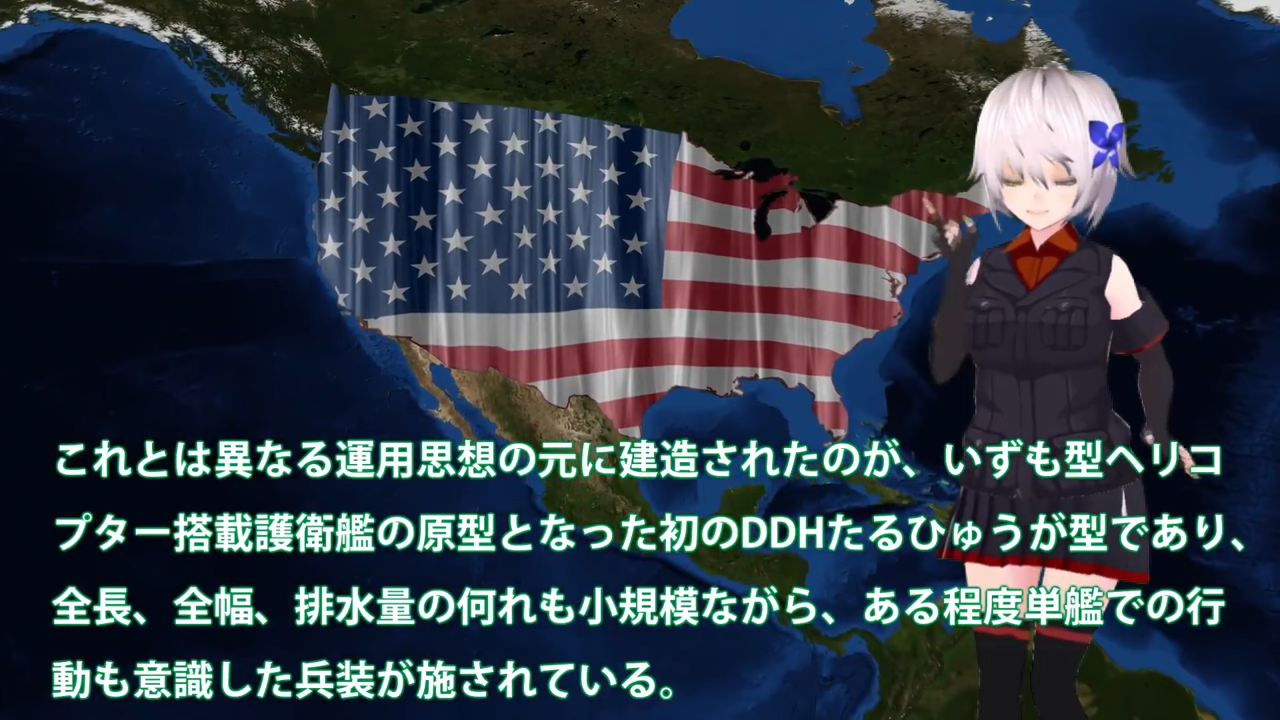 これとは異なる運用思想の元に建造されたのが、いずも型ヘリコ
プター搭載護衛艦の原型となった初のDDHたるひゅうが型であり、
全長、全幅、排水量の何れも小規模ながら、ある程度単艦での行
動も意識した兵装が施されている。